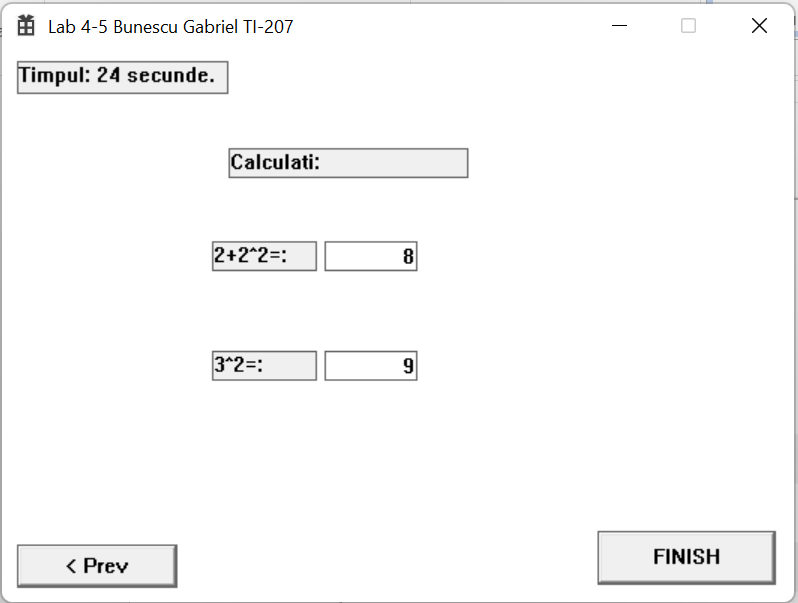 Lab 4-5 Bunescu Gabriel TI-207
Timpul: 24 secunde.
Calculati:
2+2^2=: 8
3^2=: 9
< Prev
FINISH